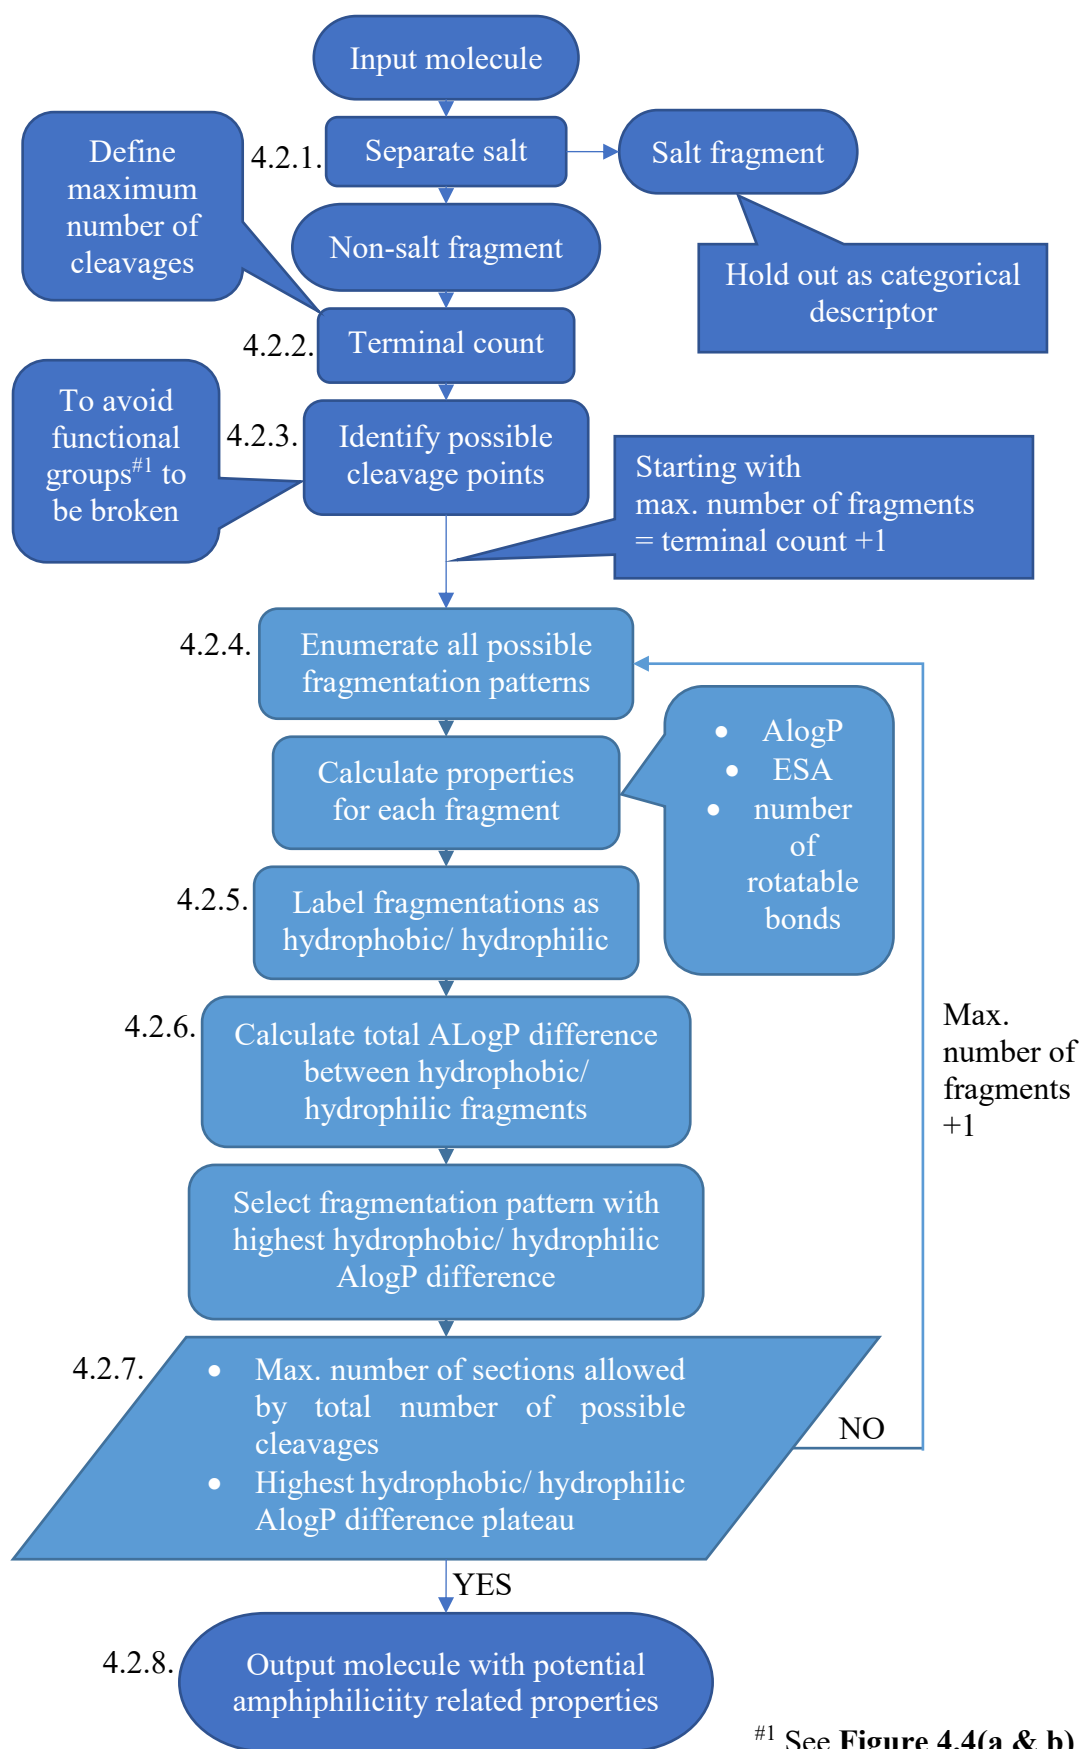 Input molecule
Define
maximum
number of
cleavages
4.2.1.
Separate salt
Salt fragment
Non-salt fragment
Hold out as categorical
descriptor
4.2.2.
Terminal count
To avoid
functional
groups#1 to
be broken
4.2.3.
Identify possible
cleavage points
Starting with
max. number of fragments
= terminal count +1
4.2.4.
Enumerate all possible
fragmentation patterns
Calculate properties
for each fragment
• AlogP
• ESA
• number
of
rotatable
bonds
4.2.5.
Label fragmentations as
hydrophobic/ hydrophilic
4.2.6.
Calculate total ALogP difference
between hydrophobic/
hydrophilic fragments
Max.
number of
fragments
+1
Select fragmentation pattern with
highest hydrophobic/ hydrophilic
AlogP difference
4.2.7.
• Max. number of sections allowed
by total number of possible
cleavages
• Highest hydrophobic/ hydrophilic
AlogP difference plateau
NO
YES
4.2.8.
Output molecule with potential
amphiphiliciity related properties
#1 See Figure 4.4(a & b)